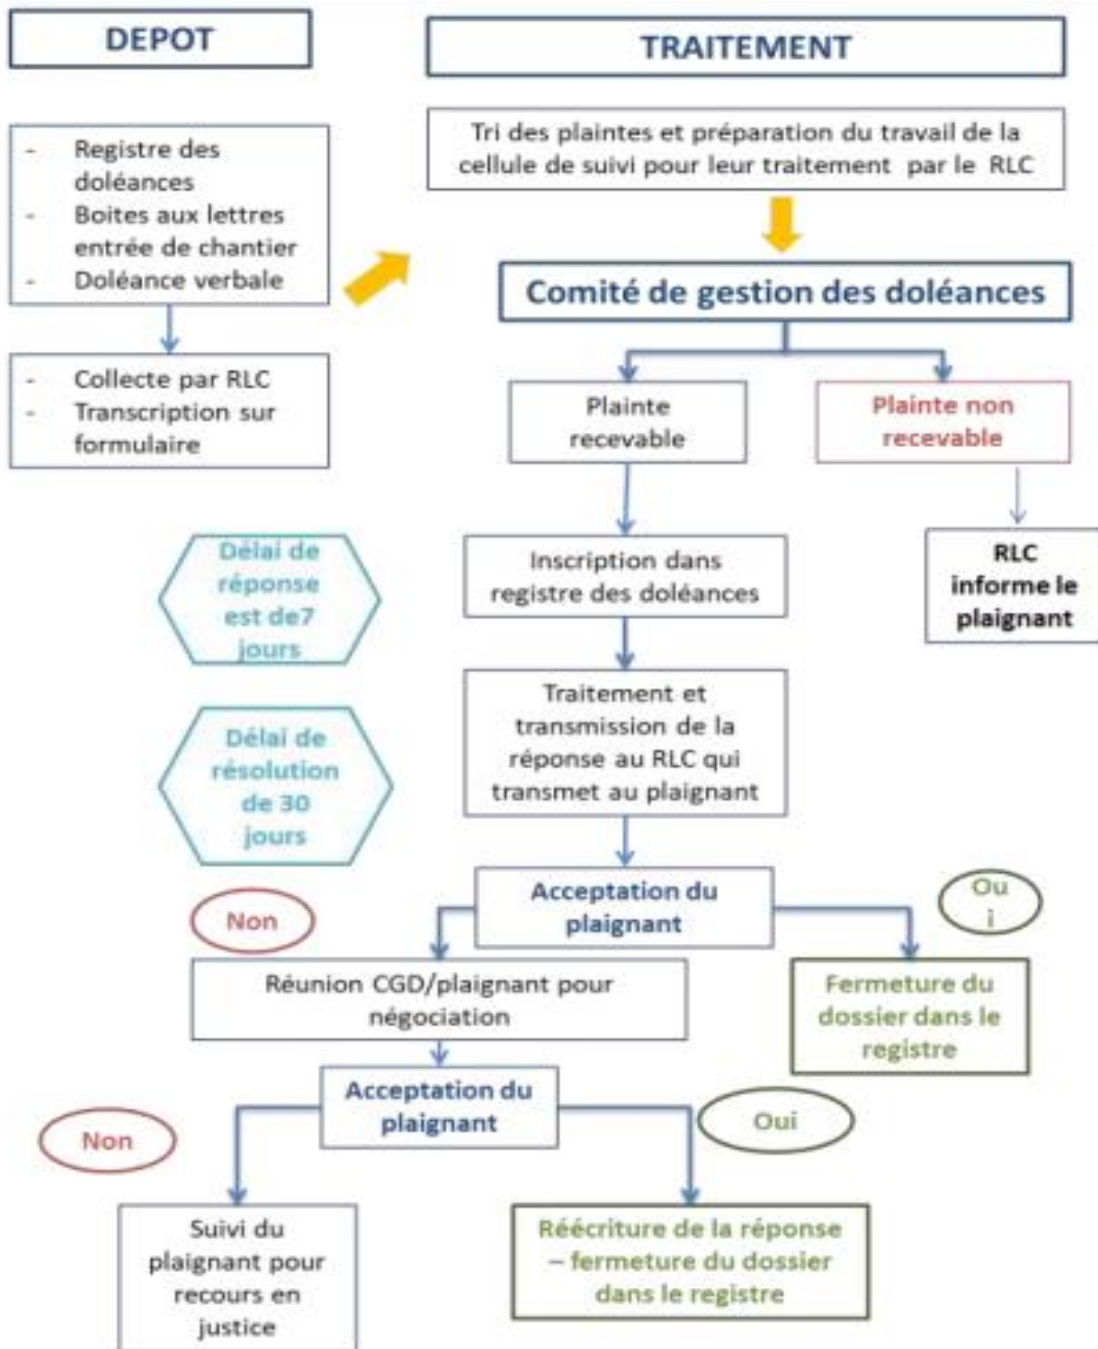 DEPOT
- Registre des
doléances
- Boites aux lettres
entrée de chantier
- Doléance verbale
- Collecte par RLC
- Transcription sur
formulaire
TRAITEMENT
Tri des plaintes et préparation du travail de la
cellule de suivi pour leur traitement par le RLC
Comité de gestion des doléances
Plainte
recevable
Plainte non
recevable
RLC
informe le
plaignant
Inscription dans
registre des doléances
Délai de
réponse
est de7
jours
Traitement et
transmission de la
réponse au RLC qui
transmet au plaignant
Délai de
résolution
de 30
jours
Acceptation du
plaignant
Non
Ou
i
Réunion CGD/plaignant pour
négociation
Fermeture du
dossier dans le
registre
Acceptation du
plaignant
Non
Oui
Suivi du
plaignant pour
recours en
justice
Réécriture de la réponse
– fermeture du dossier
dans le registre